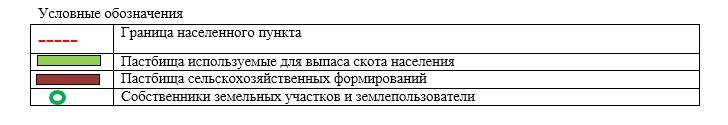 Условные обозначения
Граница населенного пункта
Пастбища используемые для выпаса скота населения
Пастбища сельскохозяйственных формирований
Собственники земельных участков и землепользователи